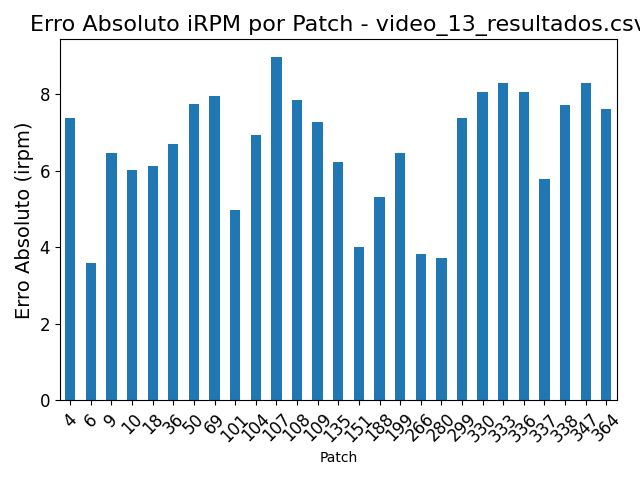 Erro Absoluto iRPM por Patch - video_13_resultados.csv
Erro Absoluto (irpm)
8
6
4
2
0
4 6 9 10 18 36 50 69 101 104 107 108 109 135 151 188 199 266 280 299 330 333 336 337 338 347 364
Patch